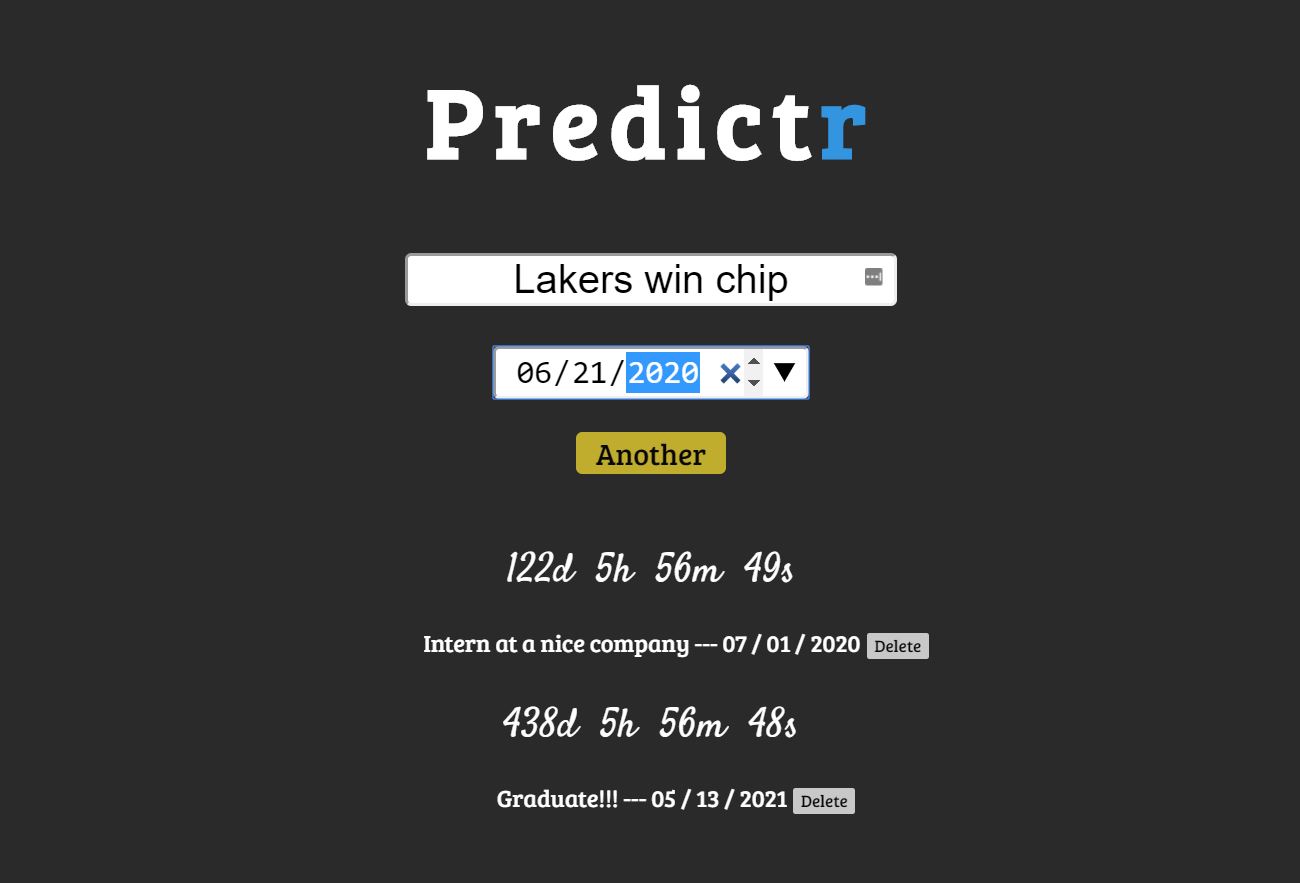 Predictr
Lakers win chip
06/21/2020
Another
122d 5h 56m 49s
Intern at a nice company --- 07 / 01 / 2020 Delete
438d 5h 56m 48s
Graduate!!! --- 05 / 13 / 2021 Delete